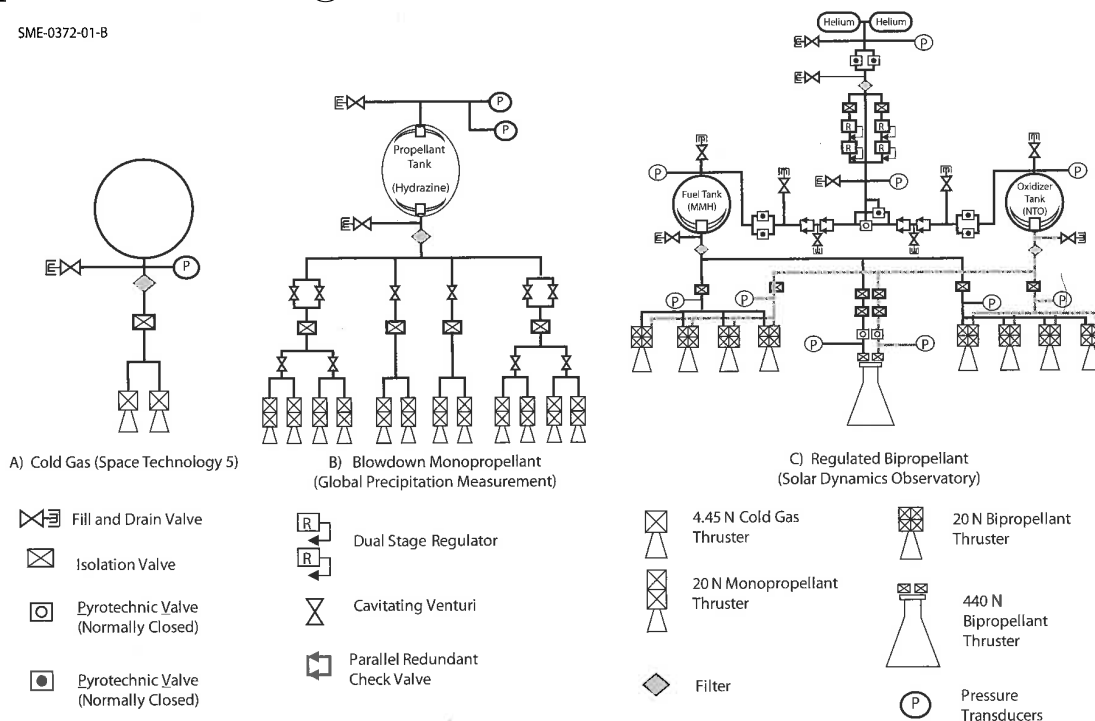 SME-0372-01-B
Helium
Helium
P
P
P
Propellant
Tank
(Hydrazine)
R
R
R
R
P
P
P
Fuel Tank
(MMH)
Oxidizer
Tank
(NTO)
P
P
P
P
P
P
P
A) Cold Gas (Space Technology 5)
B) Blowdown Monopropellant
(Global Precipitation Measurement)
C) Regulated Bipropellant
(Solar Dynamics Observatory)
Fill and Drain Valve
Isolation Valve
Pyrotechnic Valve
(Normally Closed)
Pyrotechnic Valve
(Normally Closed)
R
R
Dual Stage Regulator
Cavitating Venturi
Parallel Redundant
Check Valve
4.45 N Cold Gas
Thruster
20 N Monopropellant
Thruster
Filter
20 N Bipropellant
Thruster
440 N
Bipropellant
Thruster
P
Pressure
Transducers